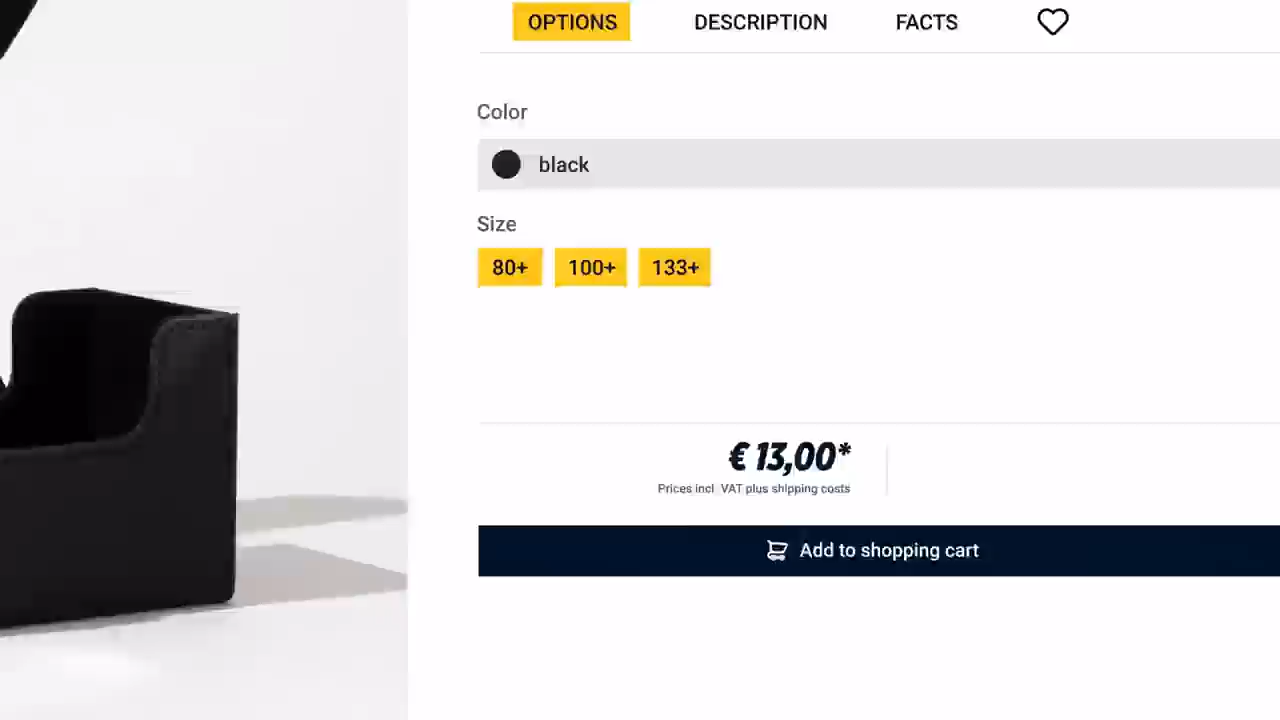 OPTIONS DESCRIPTION FACTS
Color
black
Size
80+ 100+ 133+
€ 13,00*
Prices incl. VAT plus shipping costs
Add to shopping cart